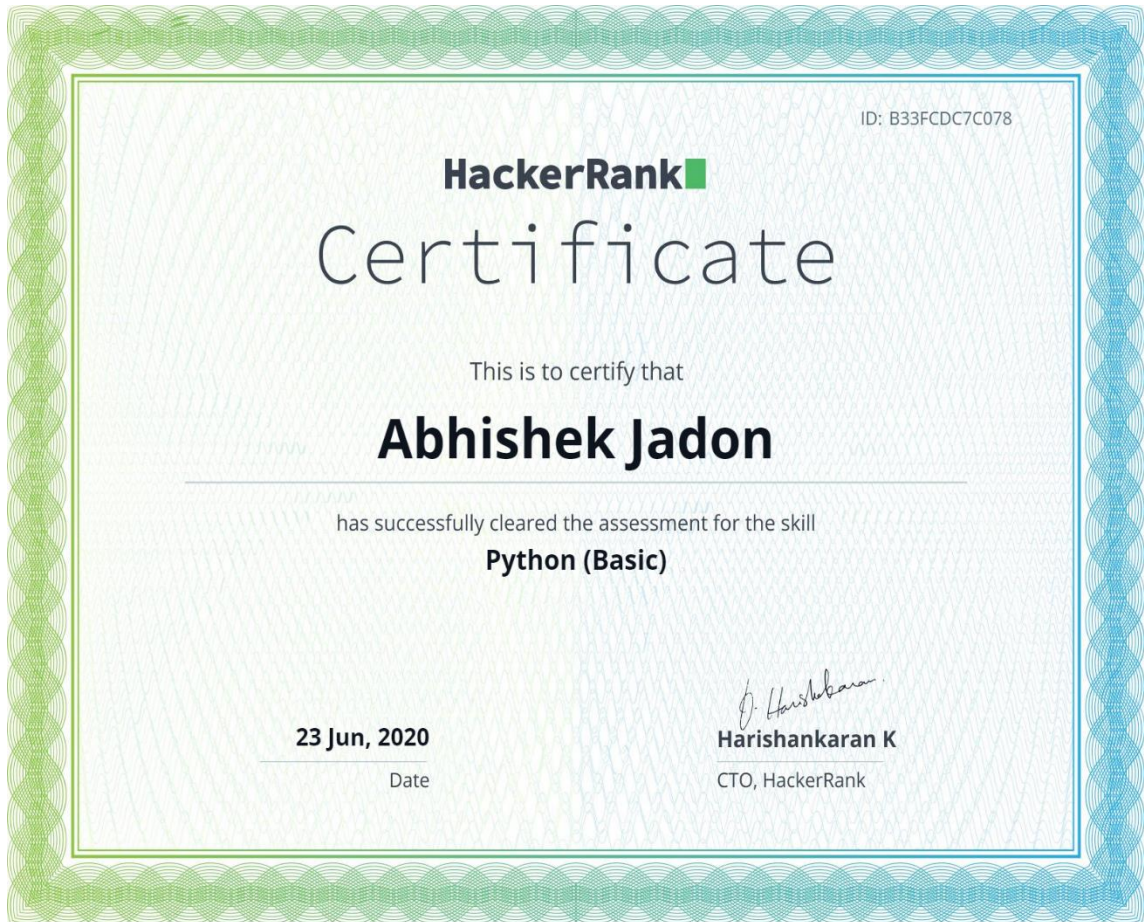 ID: B33FCDC7C078
HackerRank
Certificate
This is to certify that
Abhishek Jadon
has successfully cleared the assessment for the skill
Python (Basic)
23 Jun, 2020
Date
Harishankaran K
CTO, HackerRank